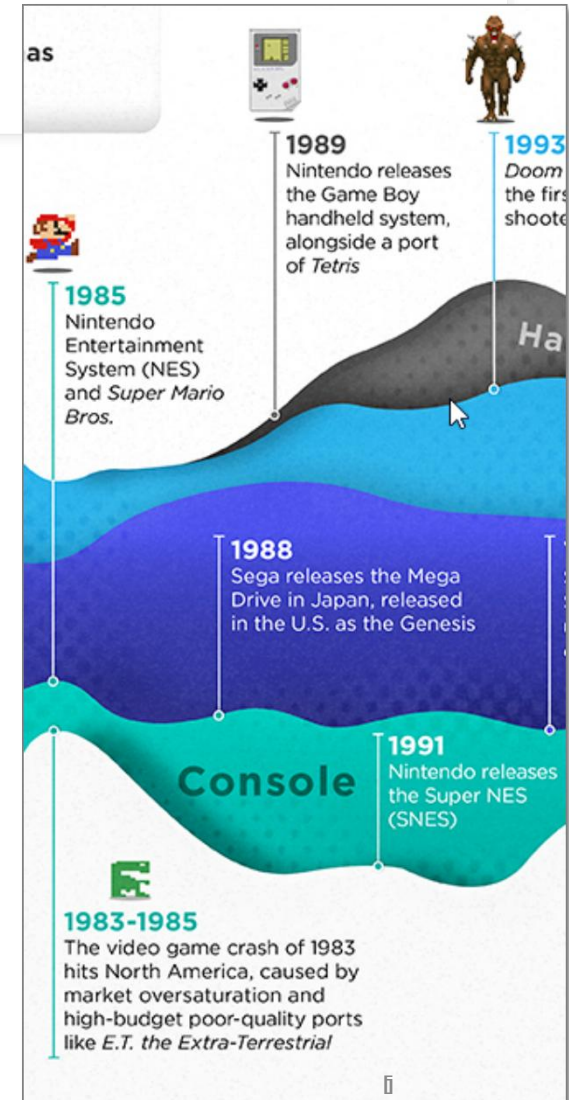 as
1989
Nintendo releases
the Game Boy
handheld system,
alongside a port
of Tetris
1993
Doom
the
1985
Nintendo
Entertainment
System (NES)
and Super Mario
Bros.
1988
Sega releases the Mega
Drive in Japan, released
in the U.S. as the Genesis
Console
1991
Nintendo releases
the Super NES
(SNES)
1983-1985
The video game crash of 1983
hits North America, caused by
market oversaturation and
high-budget poor-quality ports
like E.T. the Extra-Terrestrial